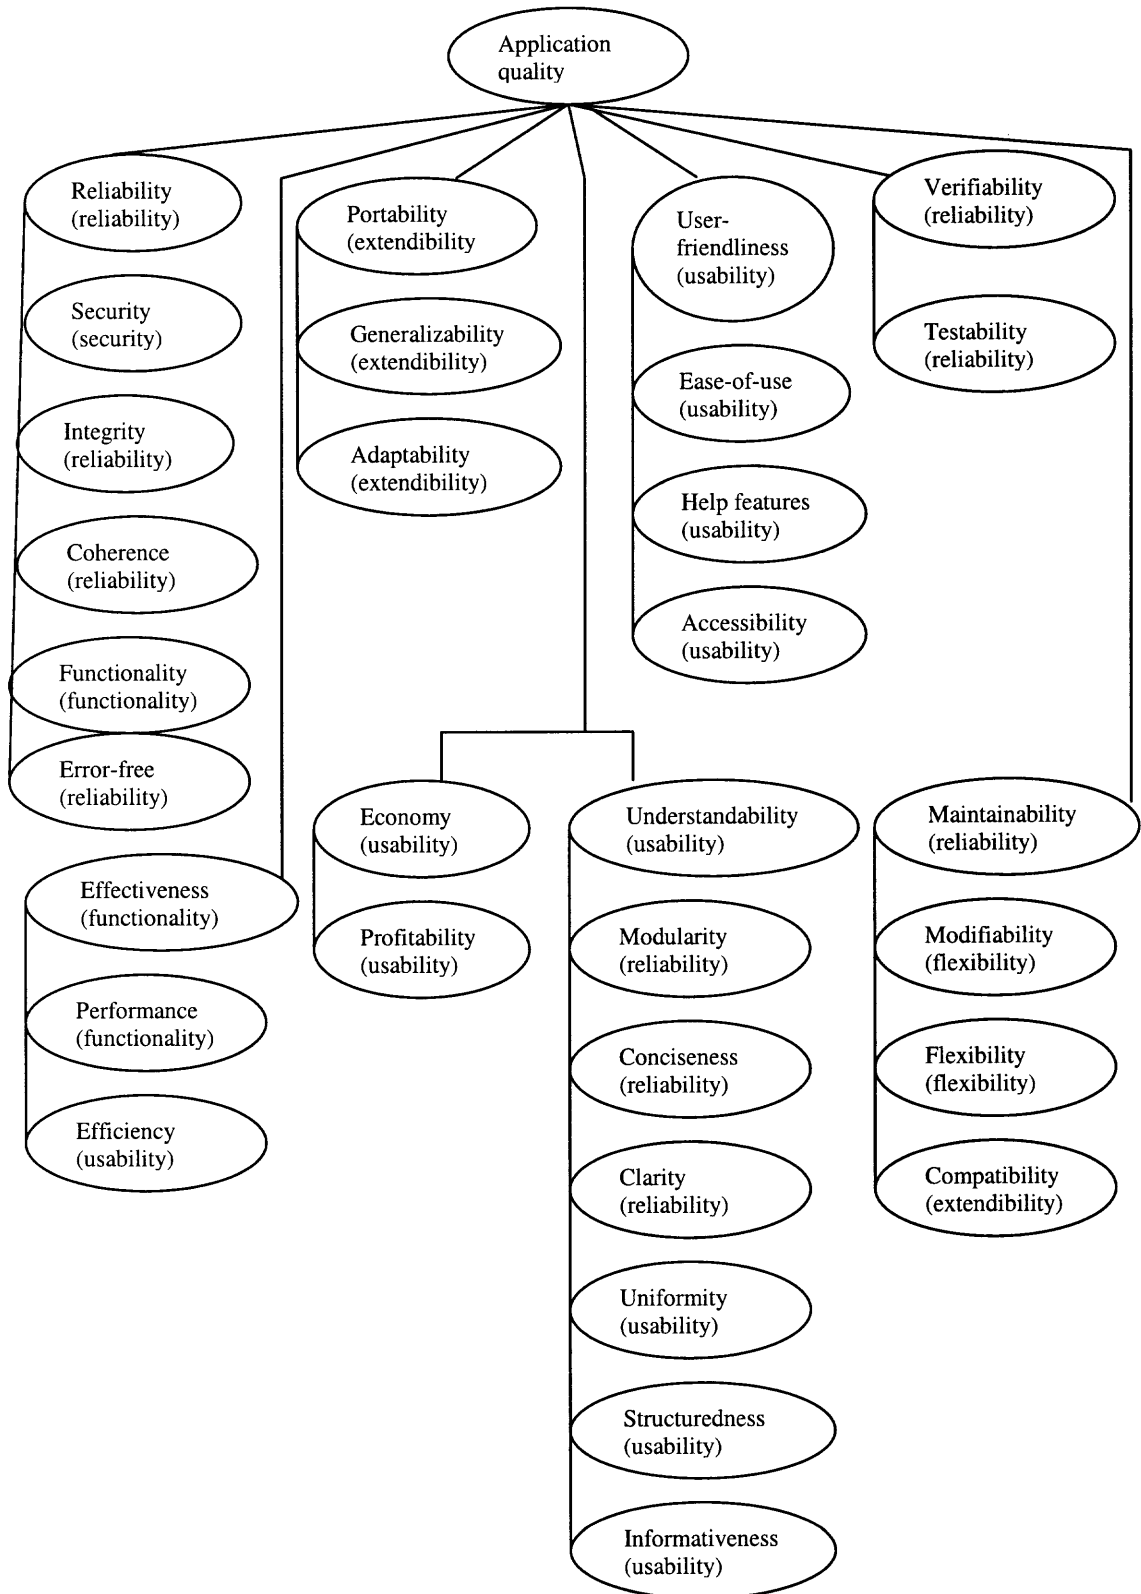 Application
quality
Reliability
(reliability)
Security
(security)
Integrity
(reliability)
Coherence
(reliability)
Functionality
(functionality)
Error-free
(reliability)
Effectiveness
(functionality)
Performance
(functionality)
Efficiency
(usability)
Portability
(extendibility
Generalizability
(extendibility)
Adaptability
(extendibility)
Economy
(usability)
Profitability
(usability)
User-
friendliness
(usability)
Ease-of-use
(usability)
Help features
(usability)
Accessibility
(usability)
Understandability
(usability)
Modularity
(reliability)
Conciseness
(reliability)
Clarity
(reliability)
Uniformity
(usability)
Structuredness
(usability)
Informativeness
(usability)
Verifiability
(reliability)
Testability
(reliability)
Maintainability
(reliability)
Modifiability
(flexibility)
Flexibility
(flexibility)
Compatibility
(extendibility)